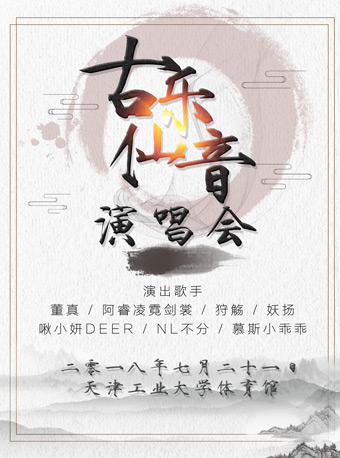 古乐
仙音
演唱会
演出歌手
董真 / 阿睿凌霓剑裳 / 狩觞 / 妖扬
啾小妍DEER / NL不分 / 慕斯小乖乖
二零一八年七月二十一日
天津工业大学体育馆